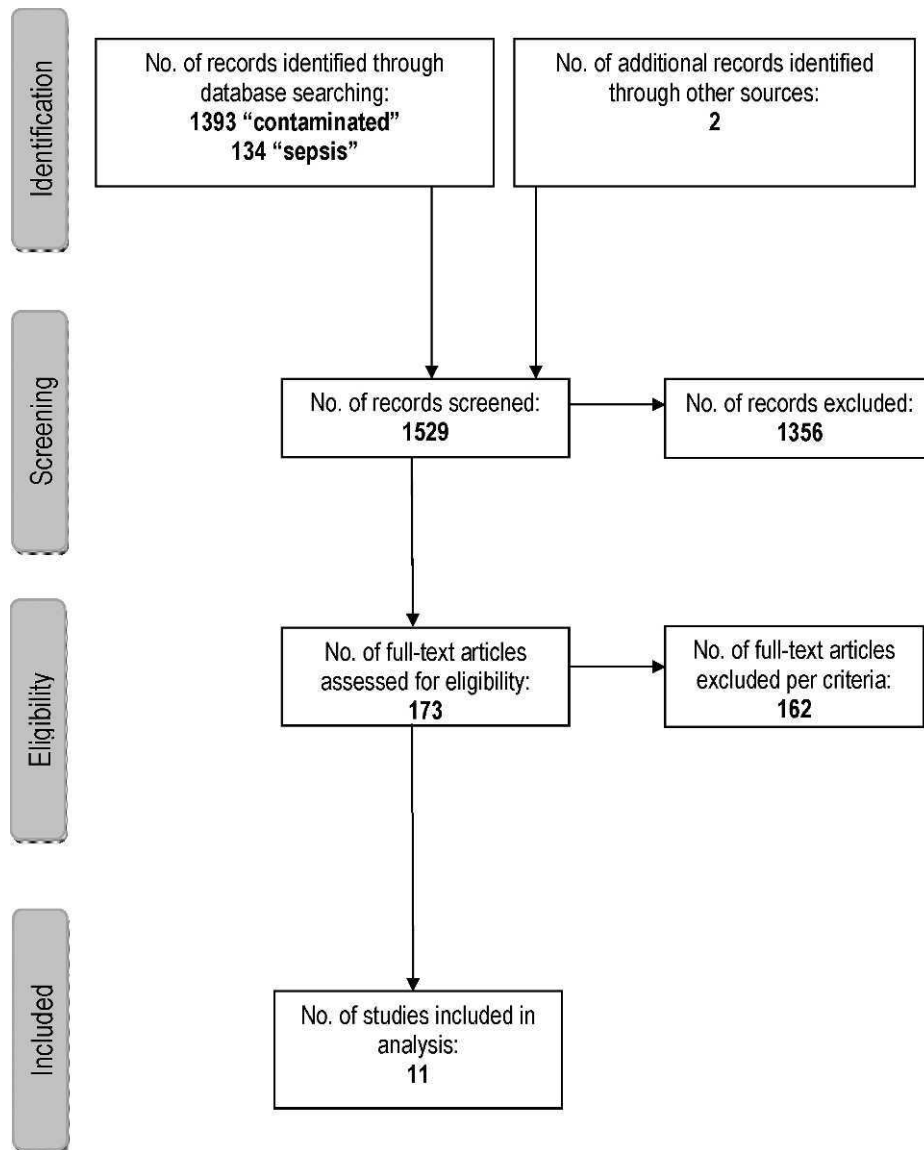 Identification
No. of records identified through
database searching:
1393 “contaminated”
134 “sepsis”
No. of additional records identified
through other sources:
2
Screening
No. of records screened:
1529
No. of records excluded:
1356
Eligibility
No. of full-text articles
assessed for eligibility:
173
No. of full-text articles
excluded per criteria:
162
Included
No. of studies included in
analysis:
11